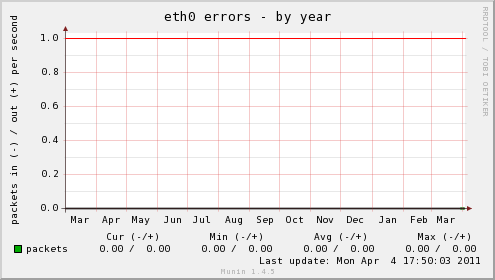 eth0 errors - by year
RRDTOOL / TOBI OETIKER
packets in (-) / out (+) per second
1.0
0.8
0.6
0.4
0.2
0.0
Mar Apr May Jun Jul Aug Sep Oct Nov Dec Jan Feb Mar
Cur (-/+) Min (-/+) Avg (-/+) Max (-/+)
packets 0.00 / 0.00 0.00 / 0.00 0.00 / 0.00 0.00 / 0.00
Last update: Mon Apr 4 17:50:03 2011
Munin 1.4.5